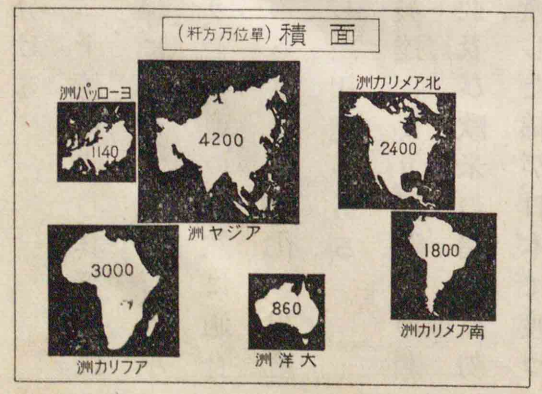 面積(單位万方粁)
北アメリカ洲
2400
ヨーロッパ洲
1140
4200
アジヤ洲
1800
南アメリカ洲
3000
アフリカ洲
860
大洋洲